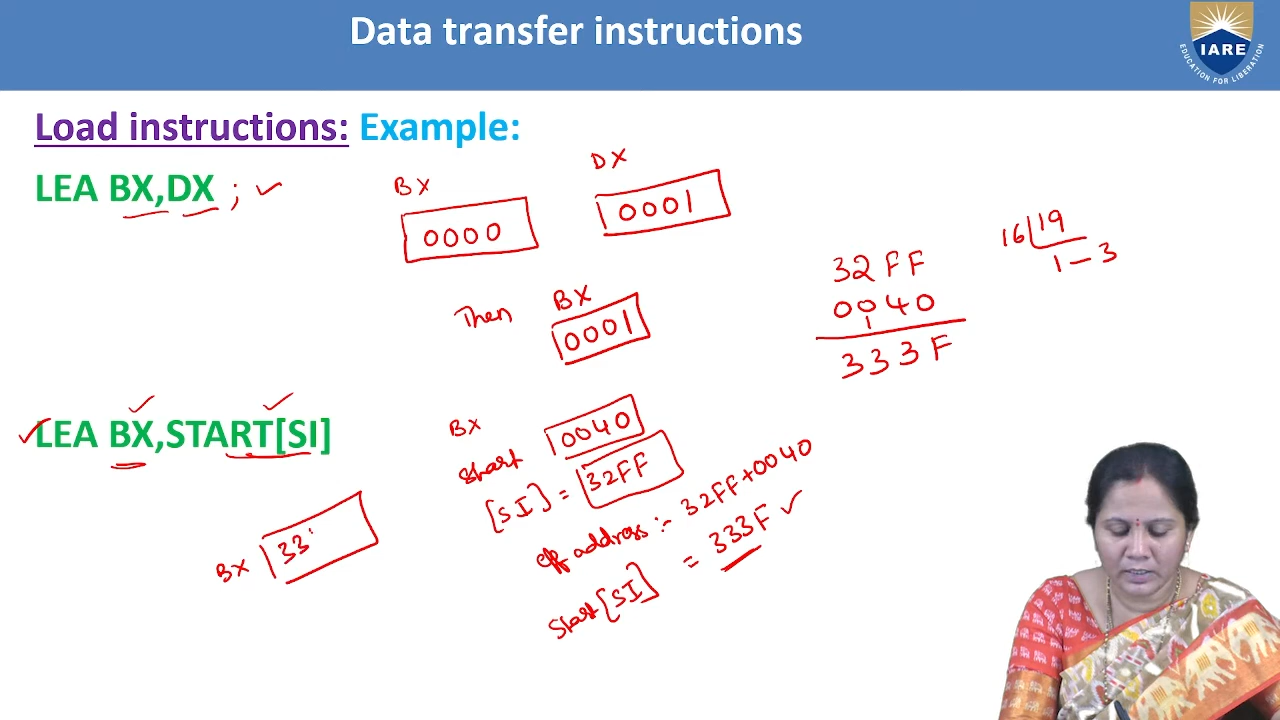 Data transfer instructions
IARE
EDUCATION FOR LIBERATION
Load instructions: Example:
LEA BX,DX ;
BX
0000
DX
0001
Then BX
0001
32FF
0040
1
333F
16 19
1 - 3
LEA BX,START[SI]
BX
Start 0040
[SI] = 32FF
eff address :- 32FF+0040
Start[SI] = 333F
BX 33